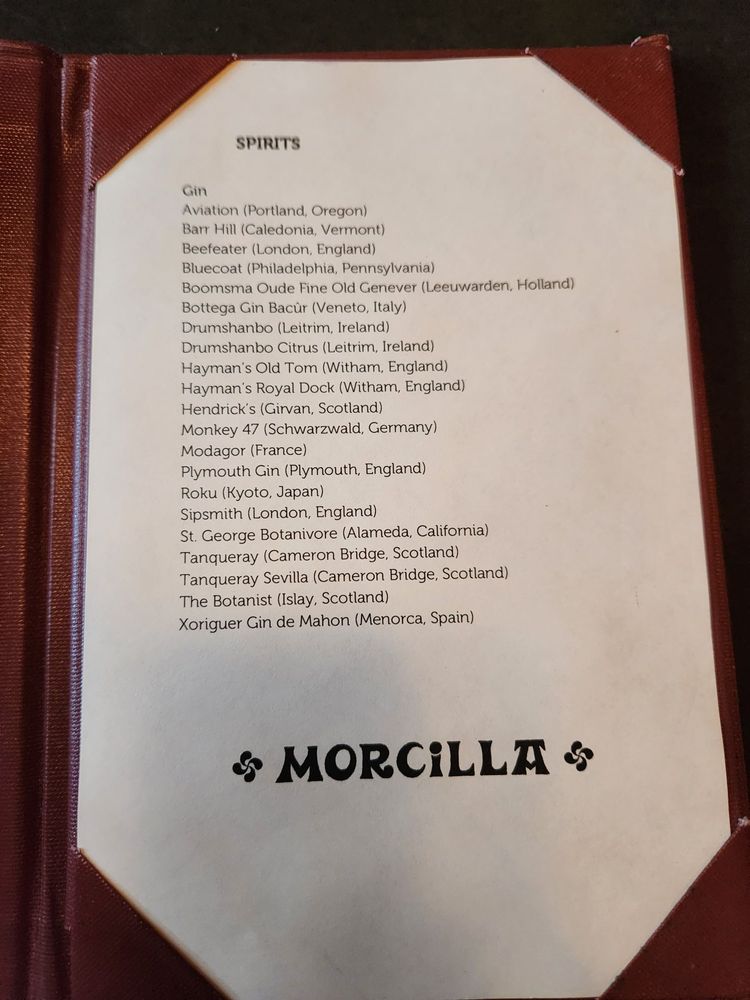 SPIRITS
Gin
Aviation (Portland, Oregon)
Barr Hill (Caledonia, Vermont)
Beefeater (London, England)
Bluecoat (Philadelphia, Pennsylvania)
Boomsma Oude Fine Old Genever (Leeuwarden, Holland)
Bottega Gin Bacûr (Veneto, Italy)
Drumshanbo (Leitrim, Ireland)
Drumshanbo Citrus (Leitrim, Ireland)
Hayman's Old Tom (Witham, England)
Hayman's Royal Dock (Witham, England)
Hendrick's (Girvan, Scotland)
Monkey 47 (Schwarzwald, Germany)
Modagor (France)
Plymouth Gin (Plymouth, England)
Roku (Kyoto, Japan)
Sipsmith (London, England)
St. George Botanivore (Alameda, California)
Tanqueray (Cameron Bridge, Scotland)
Tanqueray Sevilla (Cameron Bridge, Scotland)
The Botanist (Islay, Scotland)
Xoriguer Gin de Mahon (Menorca, Spain)
MORCiLLA